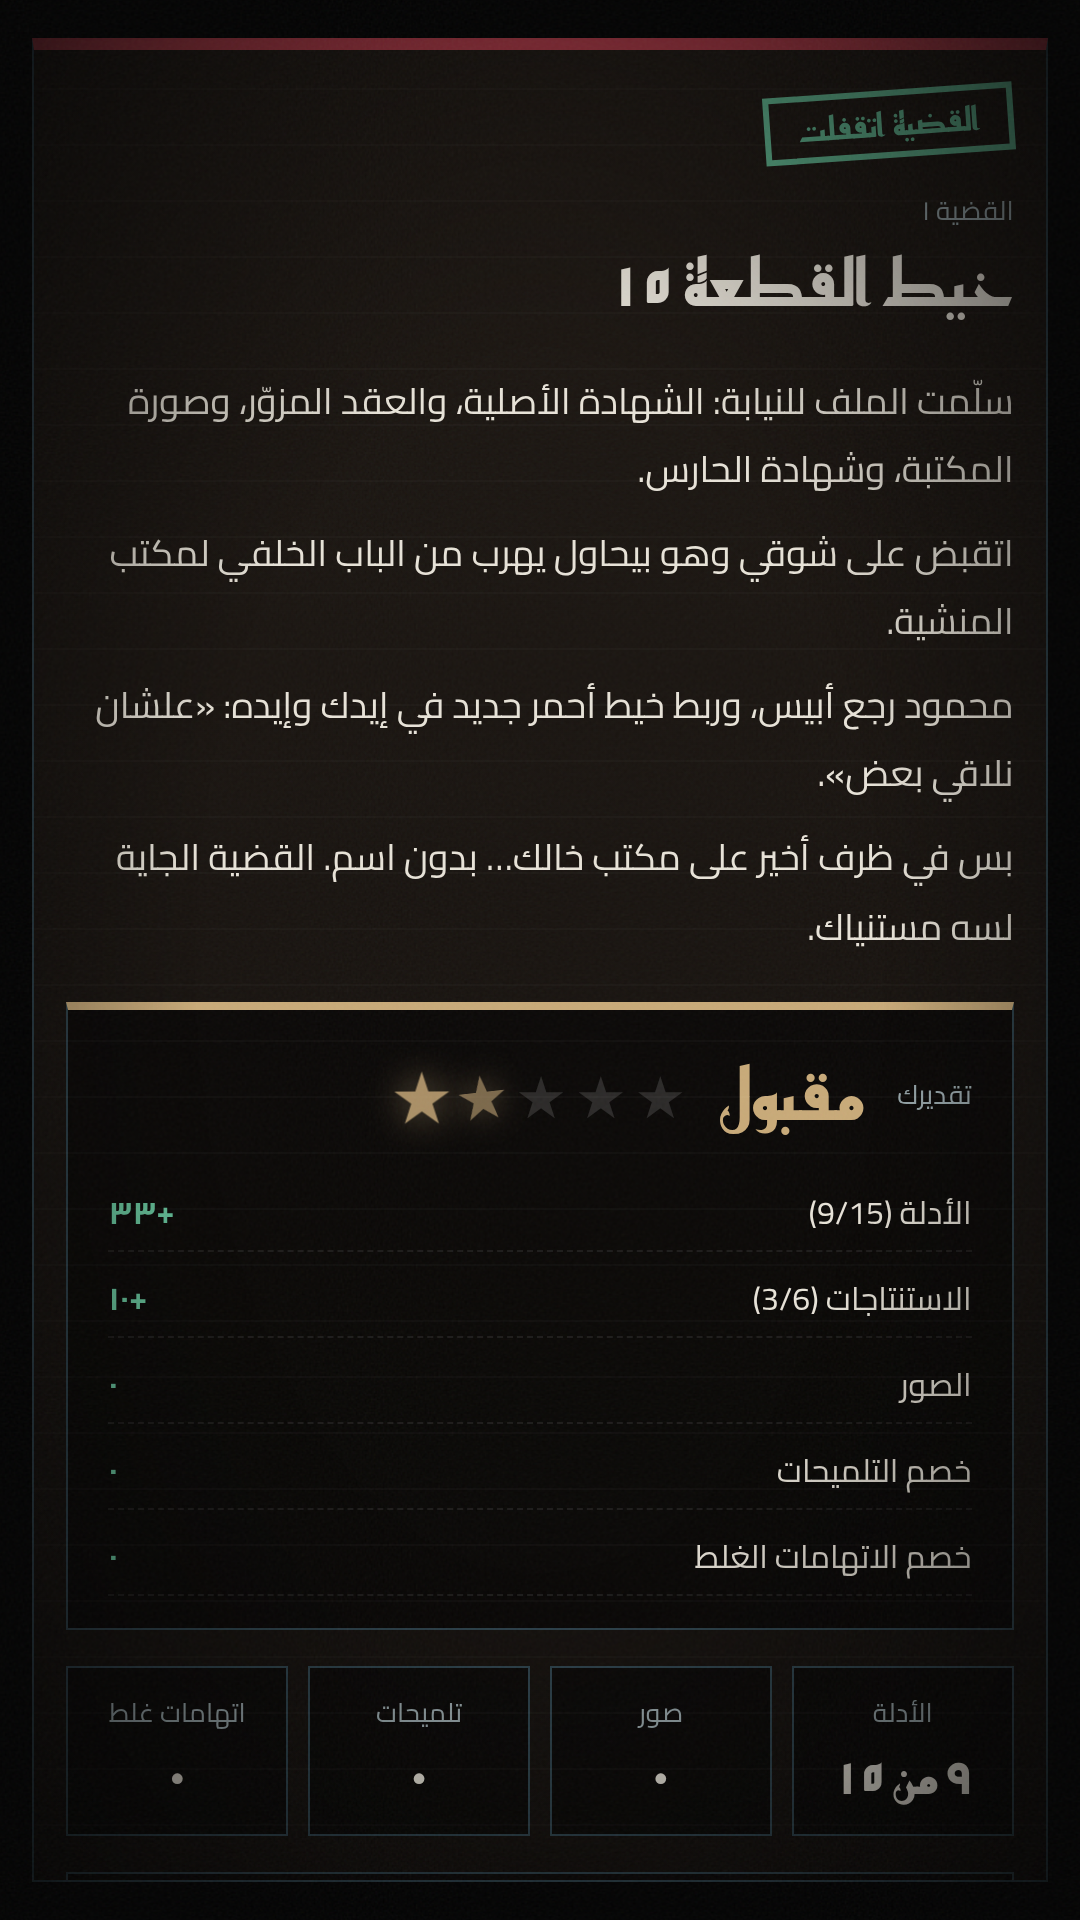 القضية اتقفلت
القضية ١
خيط القطعة ١٥
سلّمت الملف للنيابة: الشهادة الأصلية، والعقد المزوّر، وصورة
المكتبة، وشهادة الحارس.
اتقبض على شوقي وهو بيحاول يهرب من الباب الخلفي لمكتب
المنشية.
محمود رجع أبيس، وربط خيط أحمر جديد في إيدك وإيده: «علشان
نلاقي بعض».
بس في ظرف أخير على مكتب خالك... بدون اسم. القضية الجاية
لسه مستنياك.
تقديرك مقبول ★★★★★
الأدلة (9/15) +٣٣
الاستنتاجات (3/6) +١٠
الصور ٠
خصم التلميحات ٠
خصم الاتهامات الغلط ٠
الأدلة صور تلميحات اتهامات غلط
٩ من ١٥ ٠ ٠ ٠